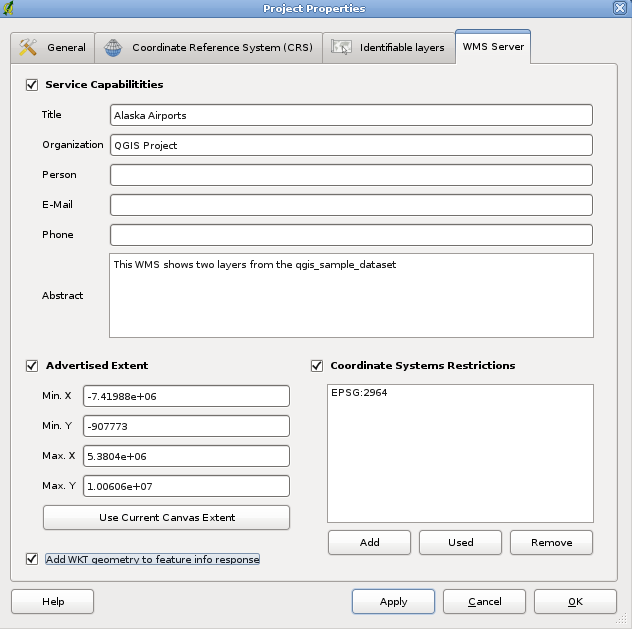 Project Properties
General
Coordinate Reference System (CRS)
Identifiable layers
WMS Server
Service Capabilitities
Title
Alaska Airports
Organization
QGIS Project
Person
E-Mail
Phone
Abstract
This WMS shows two layers from the qgis_sample_dataset
Advertised Extent
Min. X
-7.41988e+06
Min. Y
-907773
Max. X
5.3804e+06
Max. Y
1.00606e+07
Use Current Canvas Extent
Add WKT geometry to feature info response
Coordinate Systems Restrictions
EPSG:2964
Add
Used
Remove
Help
Apply
Cancel
OK